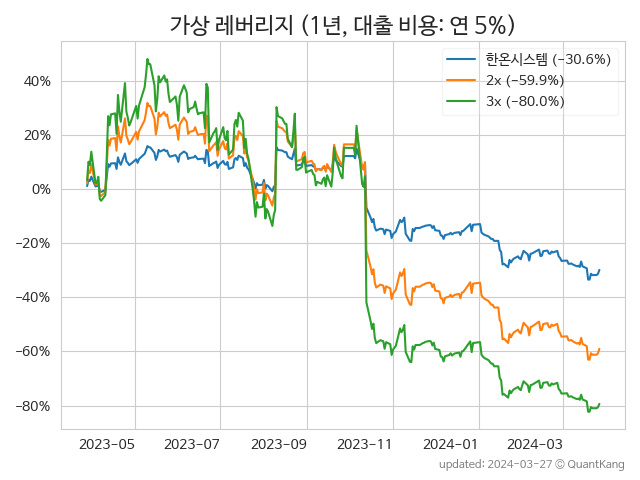 가상 레버리지 (1년, 대출 비용: 연 5%)
한온시스템 (−30.6%)
2x (−59.9%)
3x (−80.0%)
40%
20%
0%
−20%
−40%
−60%
−80%
2023-05 2023-07 2023-09 2023-11 2024-01 2024-03
updated: 2024-03-27 © QuantKang